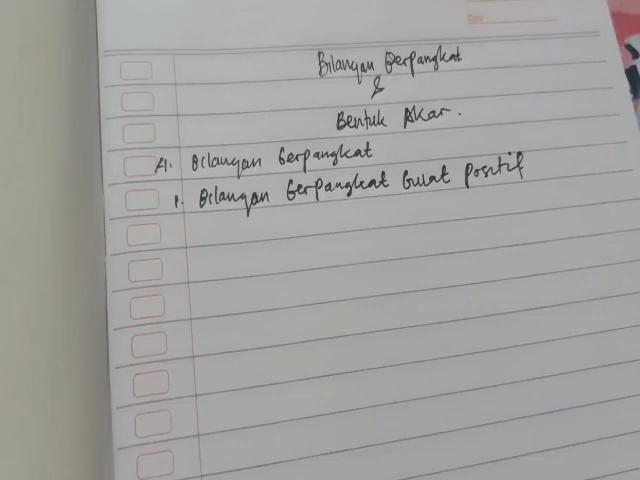 Bilangan Berpangkat
&
Bentuk Akar.
A. Bilangan berpangkat
1. Bilangan berpangkat bulat positif